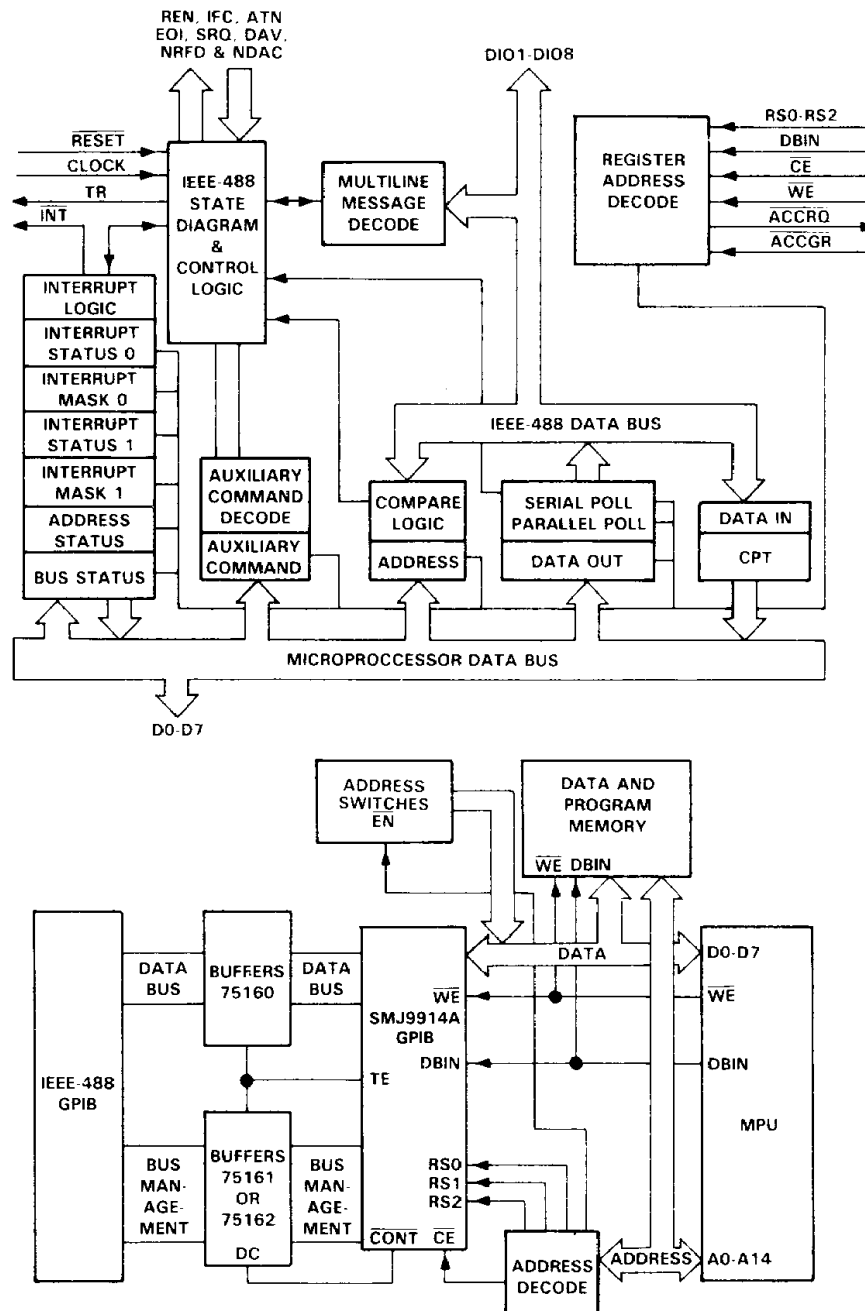 REN, IFC, ATN
EOI, SRQ, DAV,
NRFD & NDAC
DIO1-DIO8
RESET
CLOCK
TR
INT
IEEE-488
STATE
DIAGRAM
&
CONTROL
LOGIC
MULTILINE
MESSAGE
DECODE
REGISTER
ADDRESS
DECODE
RS0-RS2
DBIN
CE
WE
ACCRQ
ACCGR
INTERRUPT
LOGIC
INTERRUPT
STATUS 0
INTERRUPT
MASK 0
INTERRUPT
STATUS 1
INTERRUPT
MASK 1
ADDRESS
STATUS
BUS STATUS
AUXILIARY
COMMAND
DECODE
AUXILIARY
COMMAND
IEEE-488 DATA BUS
COMPARE
LOGIC
ADDRESS
SERIAL POLL
PARALLEL POLL
DATA OUT
DATA IN
CPT
MICROPROCCESSOR DATA BUS
D0-D7
ADDRESS
SWITCHES
EN
DATA AND
PROGRAM
MEMORY
WE DBIN
IEEE-488
GPIB
DATA
BUS
BUFFERS
75160
DATA
BUS
BUS
MAN-
AGE-
MENT
BUFFERS
75161
OR
75162
DC
BUS
MAN-
AGE-
MENT
WE
SMJ9914A
GPIB
DBIN
TE
RS0
RS1
RS2
CONT CE
DATA
ADDRESS
DECODE
ADDRESS
D0-D7
WE
DBIN
MPU
A0-A14